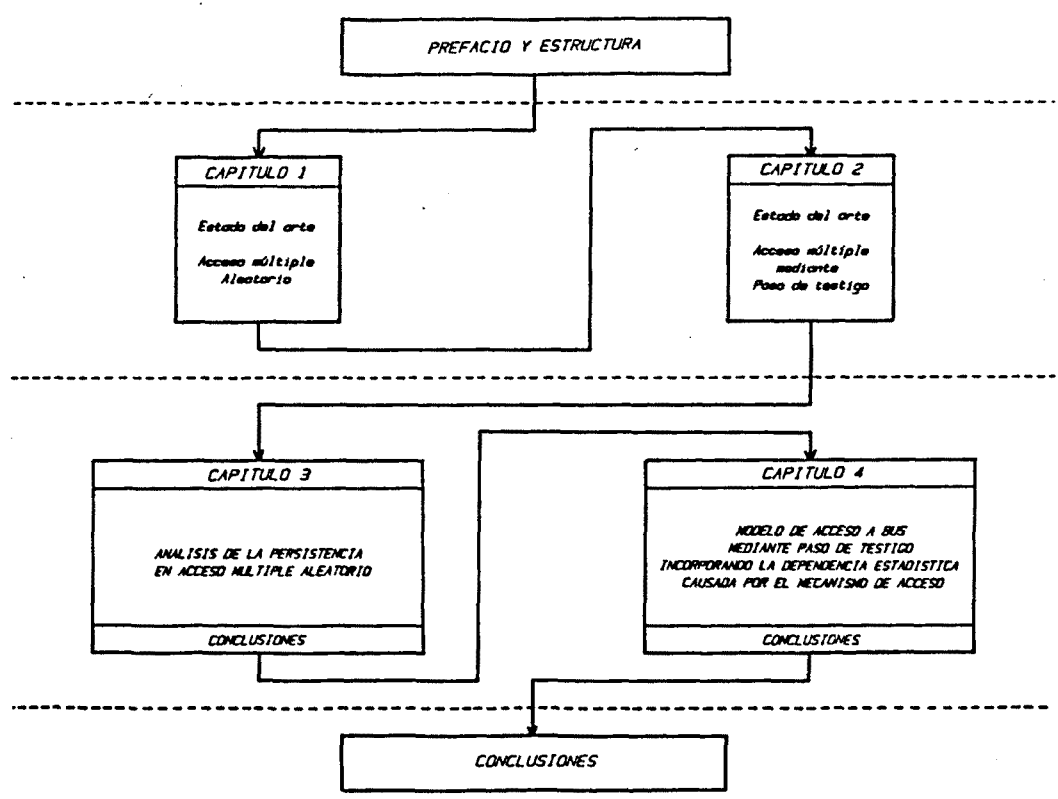 PREFACIO Y ESTRUCTURA
CAPITULO 1
Estado del arte
Acceso múltiple
Aleatorio
CAPITULO 2
Estado del arte
Acceso múltiple
mediante
Paso de testigo
CAPITULO 3
ANALISIS DE LA PERSISTENCIA
EN ACCESO MULTIPLE ALEATORIO
CONCLUSIONES
CAPITULO 4
MODELO DE ACCESO A BUS
MEDIANTE PASO DE TESTIGO
INCORPORANDO LA DEPENDENCIA ESTADISTICA
CAUSADA POR EL MECANISMO DE ACCESO
CONCLUSIONES
CONCLUSIONES